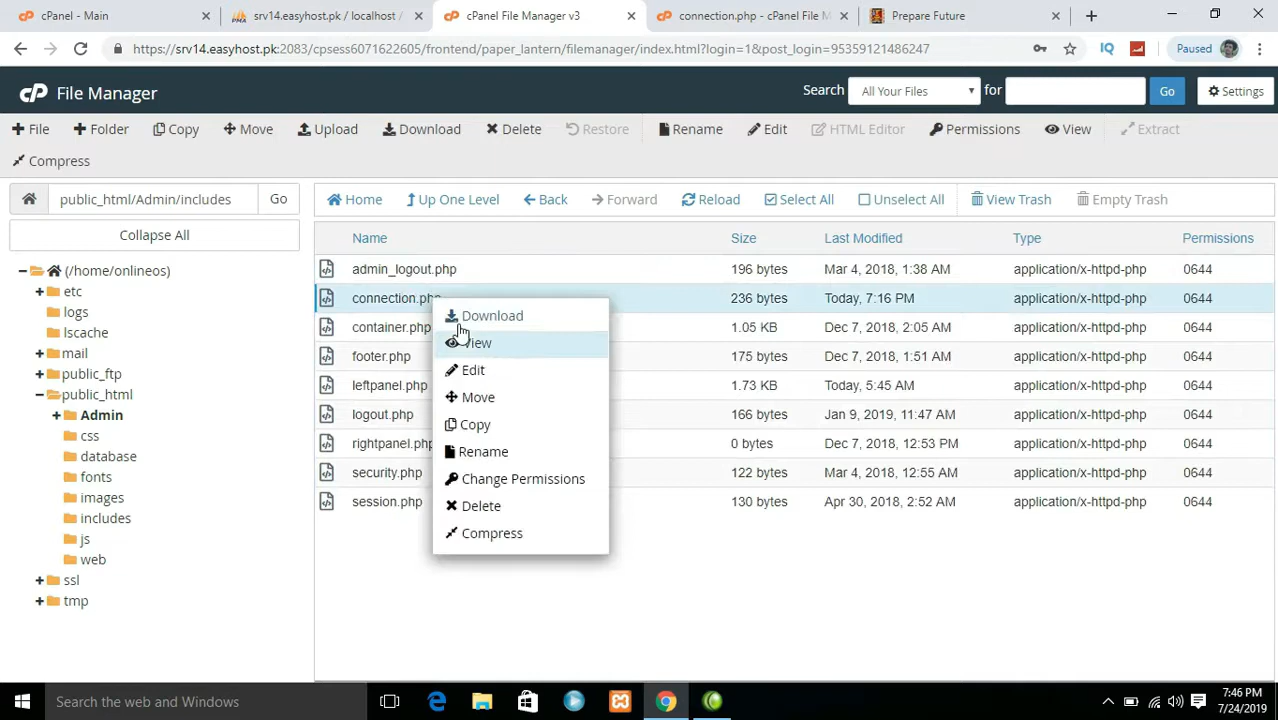 cPanel - Main
srv14.easyhost.pk / localhost /
cPanel File Manager v3
connection.php - cPanel File M
Prepare Future
https://srv14.easyhost.pk:2083/cpsess6071622605/frontend/paper_lantern/filemanager/index.html?login=1&post_login=95359121486247
IQ
Paused
cP File Manager
Search All Your Files for Go Settings
File Folder Copy Move Upload Download Delete Restore Rename Edit HTML Editor Permissions View Extract
Compress
public_html/Admin/includes Go
Home Up One Level Back Forward Reload Select All Unselect All View Trash Empty Trash
Collapse All
(/home/onlineos)
etc
logs
lscache
mail
public_ftp
public_html
Admin
css
database
fonts
images
includes
js
web
ssl
tmp
Name Size Last Modified Type Permissions
admin_logout.php 196 bytes Mar 4, 2018, 1:38 AM application/x-httpd-php 0644
connection.php 236 bytes Today, 7:16 PM application/x-httpd-php 0644
container.php 1.05 KB Dec 7, 2018, 2:05 AM application/x-httpd-php 0644
footer.php 175 bytes Dec 7, 2018, 1:51 AM application/x-httpd-php 0644
leftpanel.php 1.73 KB Today, 5:45 AM application/x-httpd-php 0644
logout.php 166 bytes Jan 9, 2019, 11:47 AM application/x-httpd-php 0644
rightpanel.php 0 bytes Dec 7, 2018, 12:53 PM application/x-httpd-php 0644
security.php 122 bytes Mar 4, 2018, 12:55 AM application/x-httpd-php 0644
session.php 130 bytes Apr 30, 2018, 2:52 AM application/x-httpd-php 0644
Download
View
Edit
Move
Copy
Rename
Change Permissions
Delete
Compress
Search the web and Windows
7:46 PM
7/24/2019